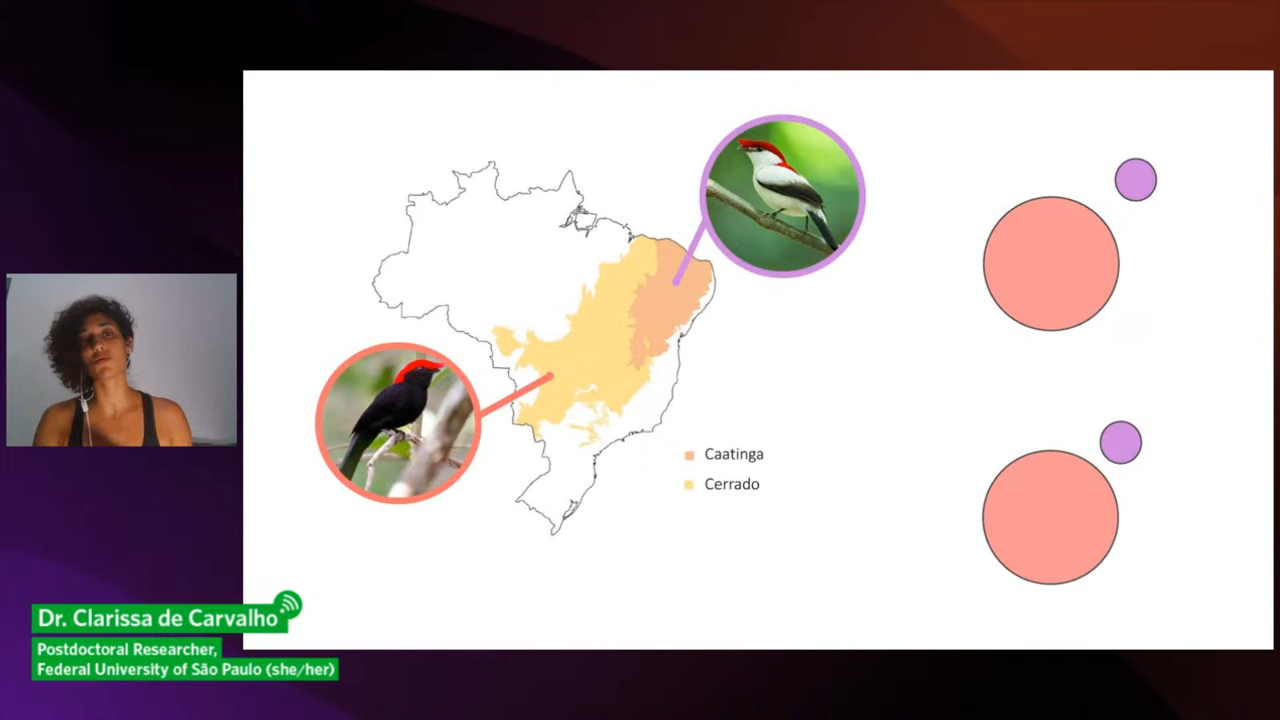 Caatinga
Cerrado
Dr. Clarissa de Carvalho
Postdoctoral Researcher,
Federal University of São Paulo (she/her)